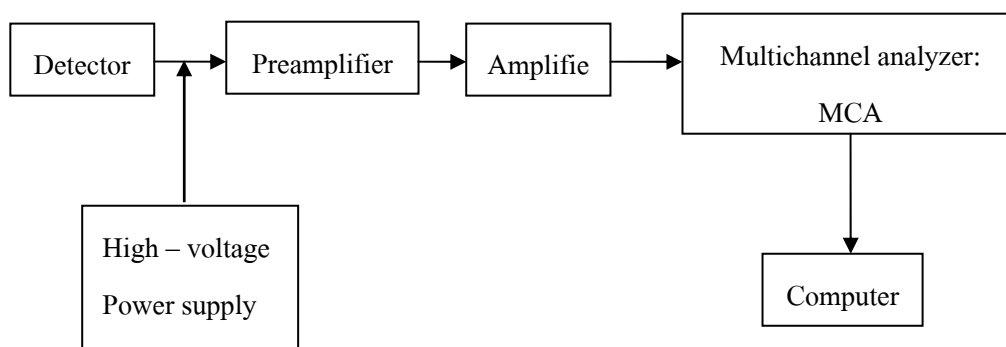 Detector
Preamplifier
Amplifie
Multichannel analyzer:
MCA
High – voltage
Power supply
Computer